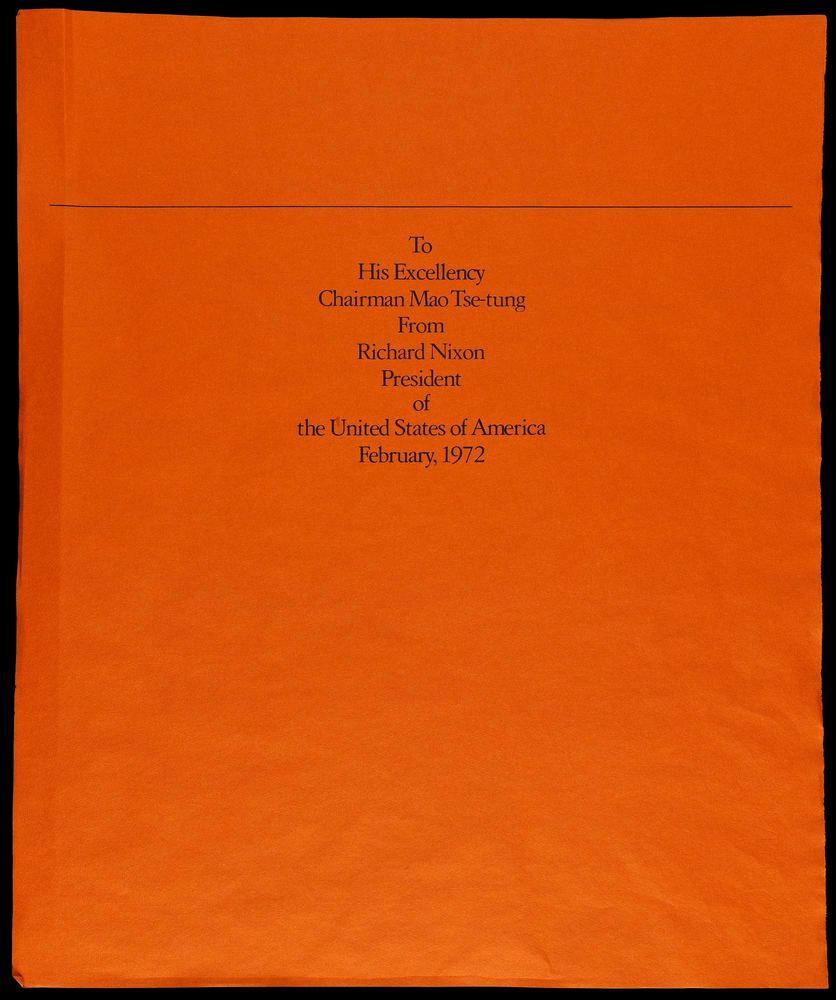 To
His Excellency
Chairman Mao Tse-tung
From
Richard Nixon
President
of
the United States of America
February, 1972